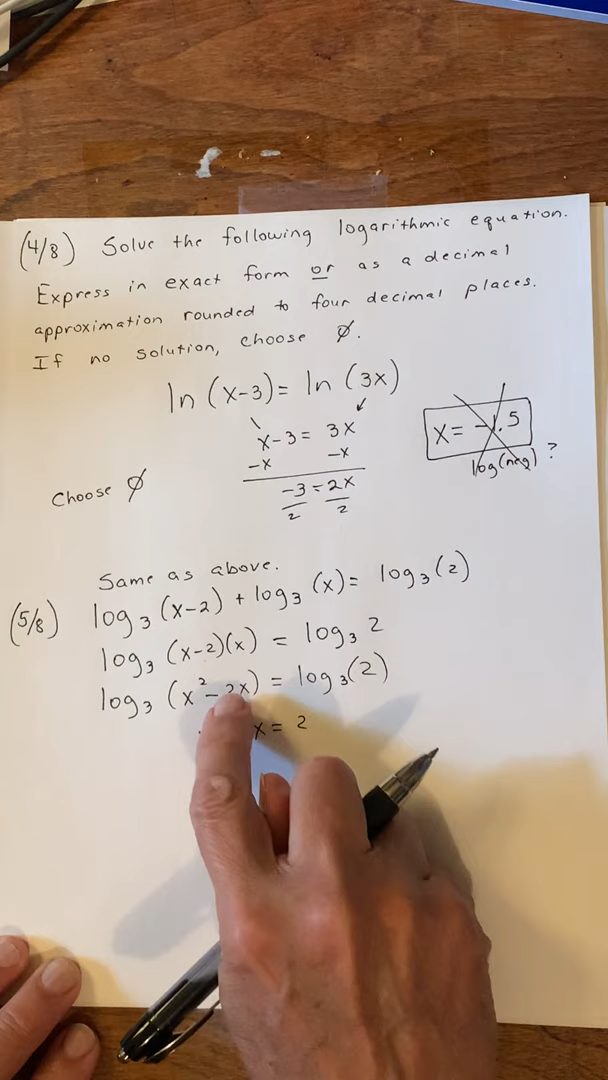 (4/8) Solve the following logarithmic equation.
Express in exact form or as a decimal
approximation rounded to four decimal places.
If no solution, choose Ø.
ln (x-3) = ln (3x)
x-3 = 3x
-x -x
-3 = 2x
2 2
x = -1.5
log(neg) ?
Choose Ø
Same as above.
(5/8) log₃ (x-2) + log₃ (x) = log₃ (2)
log₃ (x-2)(x) = log₃ 2
log₃ (x² - 2x) = log₃ (2)
x = 2